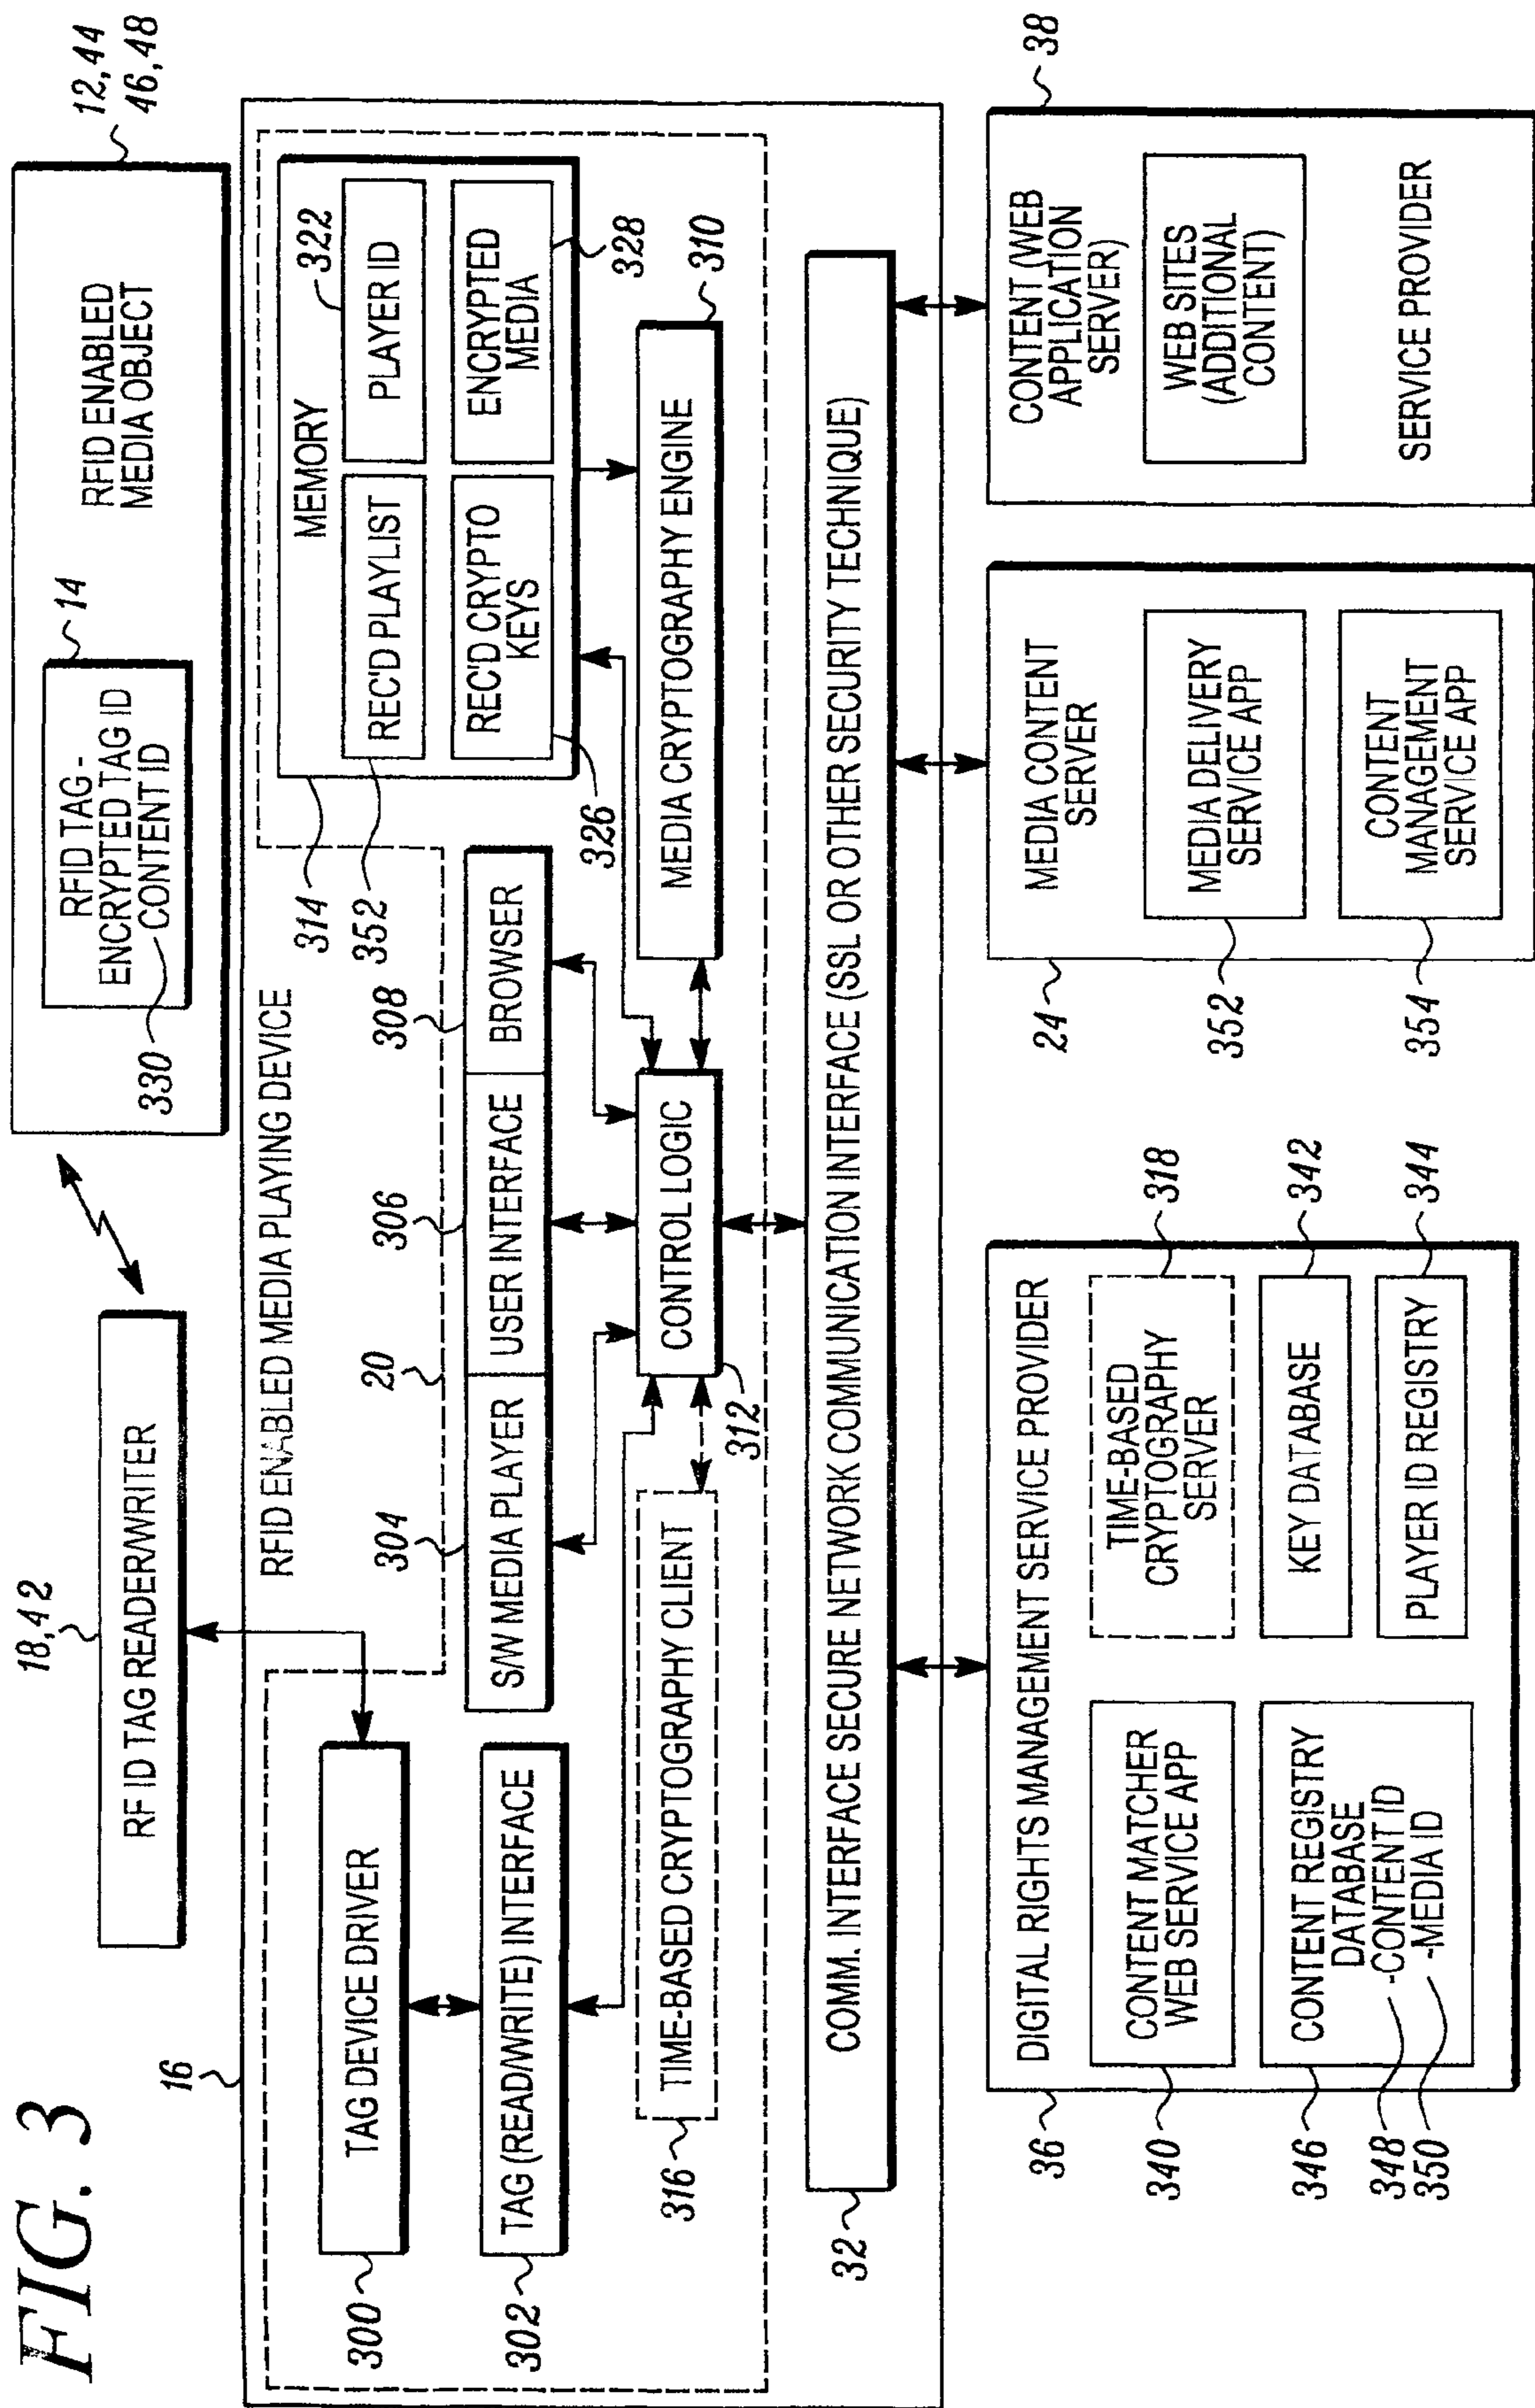 FIG. 3
18,42
RF ID TAG READER/WRITER
12,44
46,48
RFID ENABLED
MEDIA OBJECT
14
RFID TAG -
ENCRYPTED TAG ID
CONTENT ID
330
16
RFID ENABLED MEDIA PLAYING DEVICE
300
TAG DEVICE DRIVER
302
TAG (READ/WRITE) INTERFACE
20
304
S/W MEDIA PLAYER
306
USER INTERFACE
308
BROWSER
314
MEMORY
352
REC'D PLAYLIST
322
PLAYER ID
326
REC'D CRYPTO
KEYS
328
ENCRYPTED
MEDIA
316
TIME-BASED CRYPTOGRAPHY CLIENT
312
CONTROL LOGIC
310
MEDIA CRYPTOGRAPHY ENGINE
32
COMM. INTERFACE SECURE NETWORK COMMUNICATION INTERFACE (SSL OR OTHER SECURITY TECHNIQUE)
36
DIGITAL RIGHTS MANAGEMENT SERVICE PROVIDER
340
CONTENT MATCHER
WEB SERVICE APP
318
TIME-BASED
CRYPTOGRAPHY
SERVER
346
CONTENT REGISTRY
DATABASE
348
-CONTENT ID
350
-MEDIA ID
342
KEY DATABASE
344
PLAYER ID REGISTRY
24
MEDIA CONTENT
SERVER
352
MEDIA DELIVERY
SERVICE APP
354
CONTENT
MANAGEMENT
SERVICE APP
38
CONTENT (WEB
APPLICATION
SERVER)
WEB SITES
(ADDITIONAL
CONTENT)
SERVICE PROVIDER